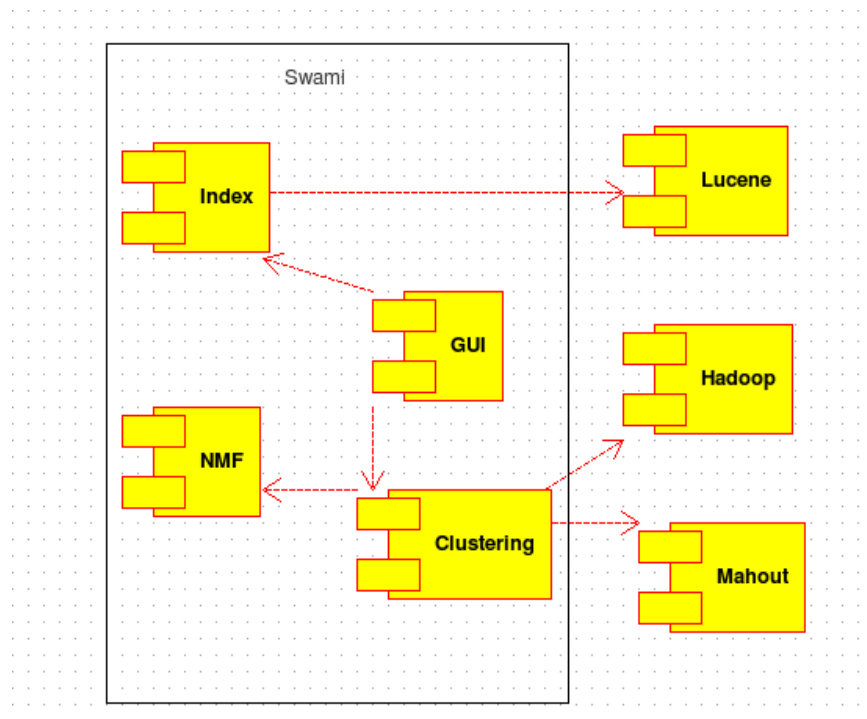 Swami
Index
Lucene
GUI
Hadoop
NMF
Clustering
Mahout